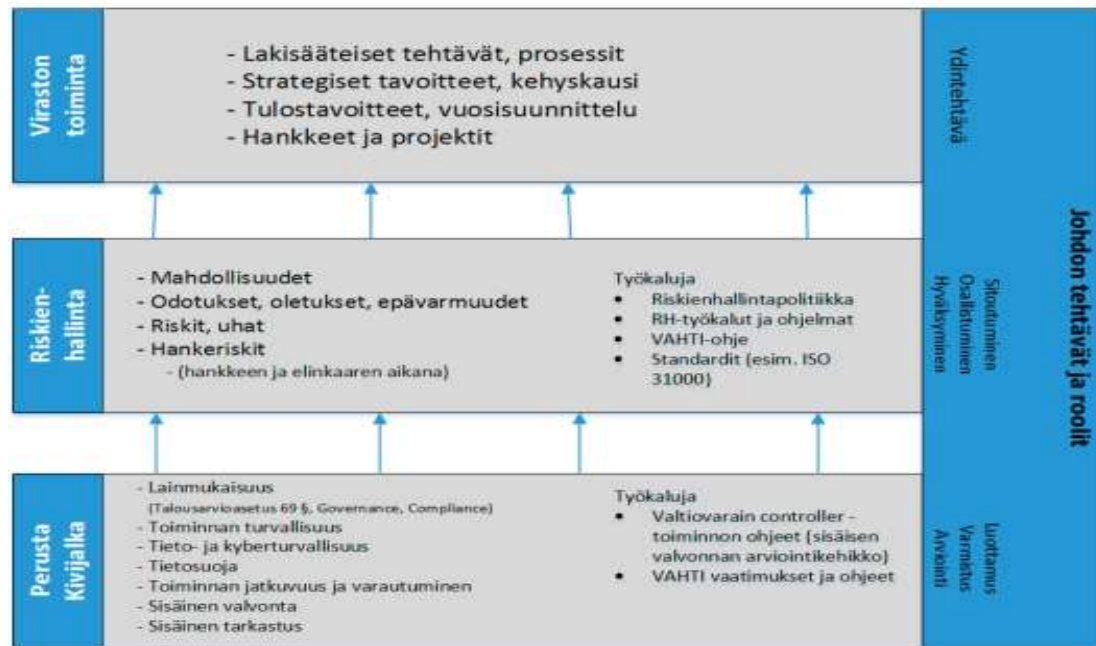 Viraston
toiminta
- Lakisääteiset tehtävät, prosessit
- Strategiset tavoitteet, kehyskausi
- Tulostavoitteet, vuosisuunnittelu
- Hankkeet ja projektit
Ydintehtävä
Riskien-
hallinta
- Mahdollisuudet
- Odotukset, oletukset, epävarmuudet
- Riskit, uhat
- Hankeriskit
- (hankkeen ja elinkaaren aikana)
Työkaluja
• Riskienhallintapolitiikka
• RH-työkalut ja ohjelmat
• VAHTI-ohje
• Standardit (esim. ISO
31000)
Sitoutuminen
Osallistuminen
Hyväksyminen
Perusta
Kivijalka
- Lainmukaisuus
(Talousarvioasetus 69 §, Governance, Compliance)
- Toiminnan turvallisuus
- Tieto- ja kyberturvallisuus
- Tietosuoja
- Toiminnan jatkuvuus ja varautuminen
- Sisäinen valvonta
- Sisäinen tarkastus
Työkaluja
• Valtiovarain controller -
toiminnon ohjeet (sisäisen
valvonnan arviointikehikko)
• VAHTI vaatimukset ja ohjeet
Luottamus
Varmistus
Arviointi
Johdon tehtävät ja roolit